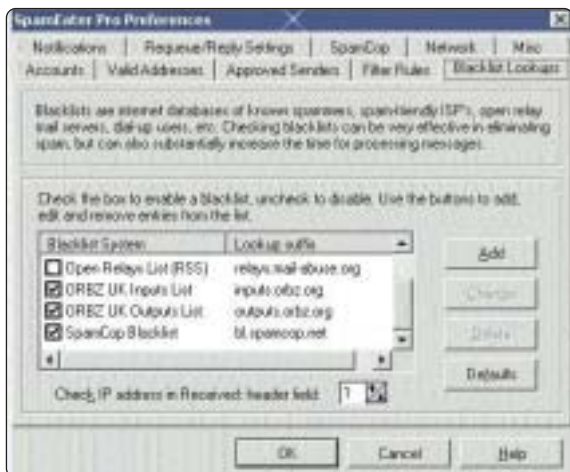 SpamEater Pro Preferences
Notifications Requeue/Reply Settings SpamCop Network Misc
Accounts Valid Addresses Approved Senders Filter Rules Blacklist Lookups
Blacklists are internet databases of known spammers, spam-friendly ISP's, open relay
mail servers, dial-up users, etc. Checking blacklists can be very effective in eliminating
spam, but can also substantially increase the time for processing messages.
Check the box to enable a blacklist, uncheck to disable. Use the buttons to add,
edit and remove entries from the list.
Blacklist System Lookup suffix
Open Relays List (RSS) relays.mail-abuse.org
ORBZ UK Inputs List inputs.orbz.org
ORBZ UK Outputs List outputs.orbz.org
SpamCop Blacklist bl.spamcop.net
Add
Change
Delete
Defaults
Check IP address in Received: header field: 1
OK Cancel Help